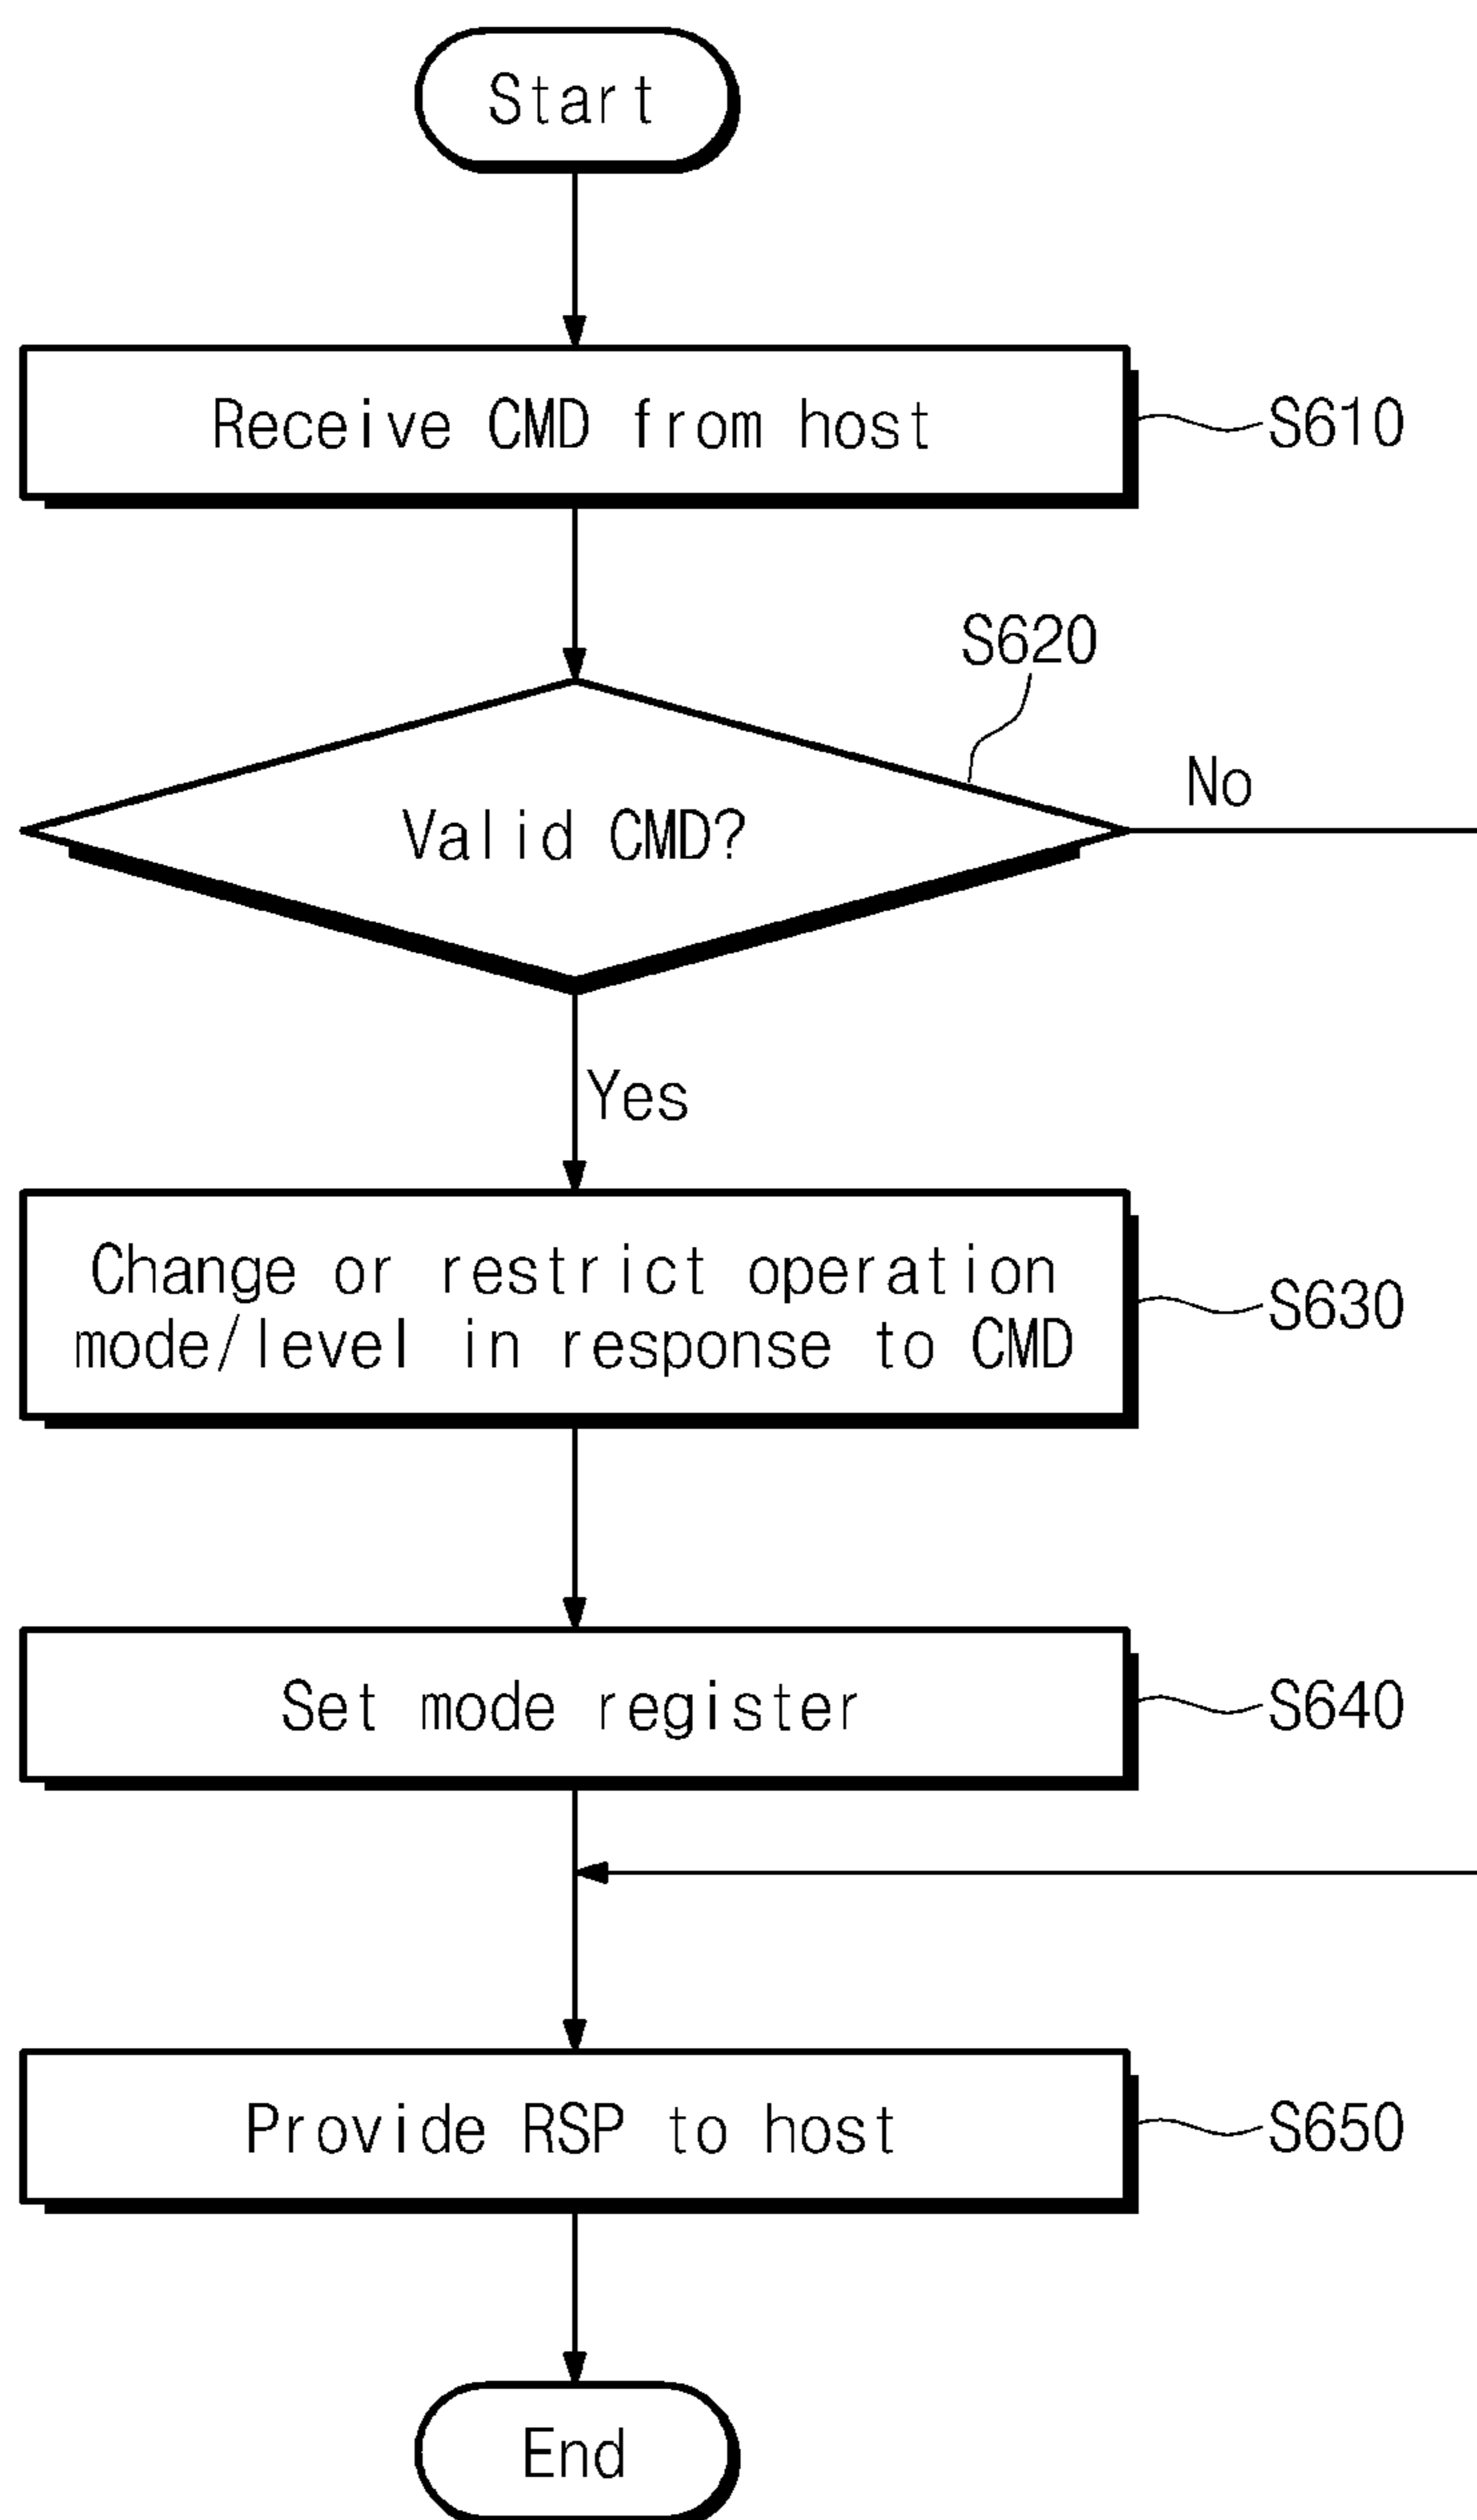 Start
Receive CMD from host
S610
S620
Valid CMD?
No
Yes
Change or restrict operation
mode/level in response to CMD
S630
Set mode register
S640
Provide RSP to host
S650
End